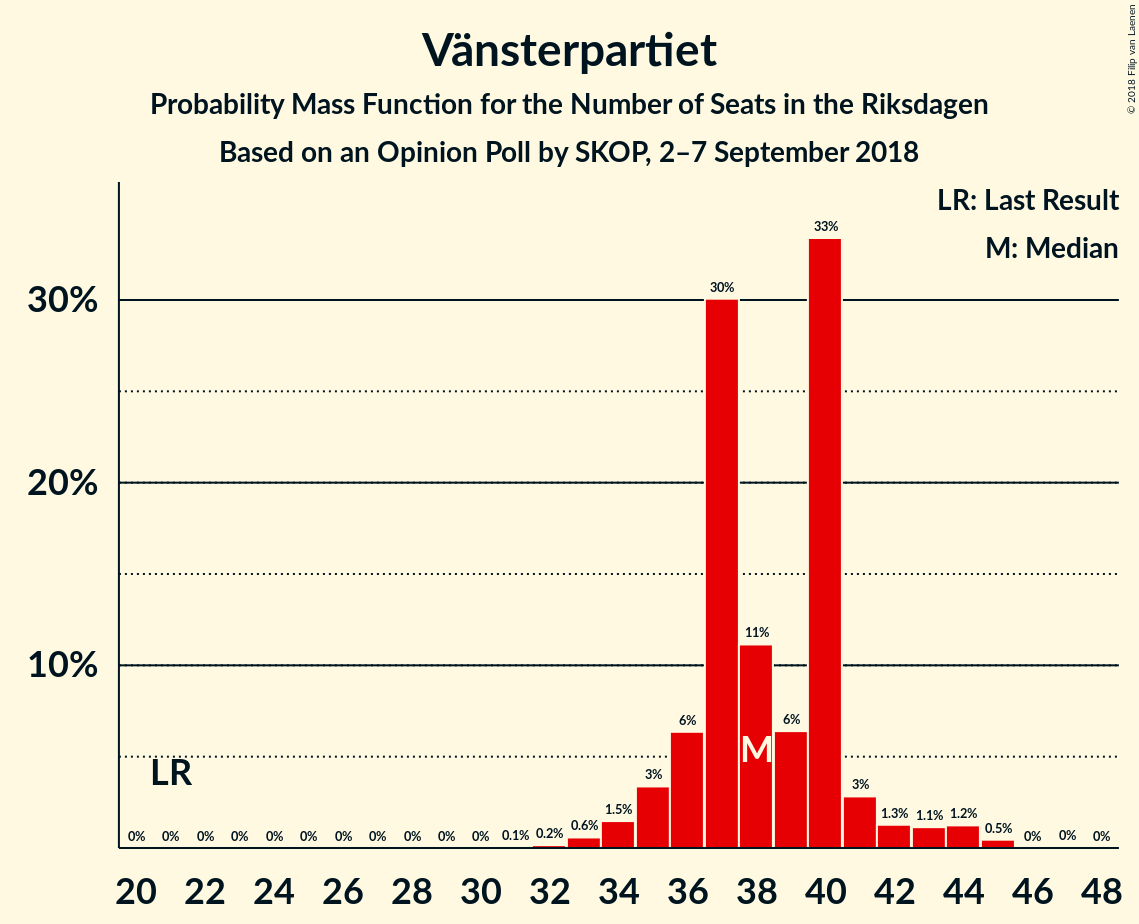 Vänsterpartiet
Probability Mass Function for the Number of Seats in the Riksdagen
Based on an Opinion Poll by SKOP, 2–7 September 2018
© 2018 Filip van Laenen
LR: Last Result
M: Median
30%
20%
10%
0% 0% 0% 0% 0% 0% 0% 0% 0% 0% 0% 0.1% 0.2% 0.6% 1.5% 3% 6% 30% 11% 6% 33% 3% 1.3% 1.1% 1.2% 0.5% 0% 0% 0%
LR
M
20 22 24 26 28 30 32 34 36 38 40 42 44 46 48